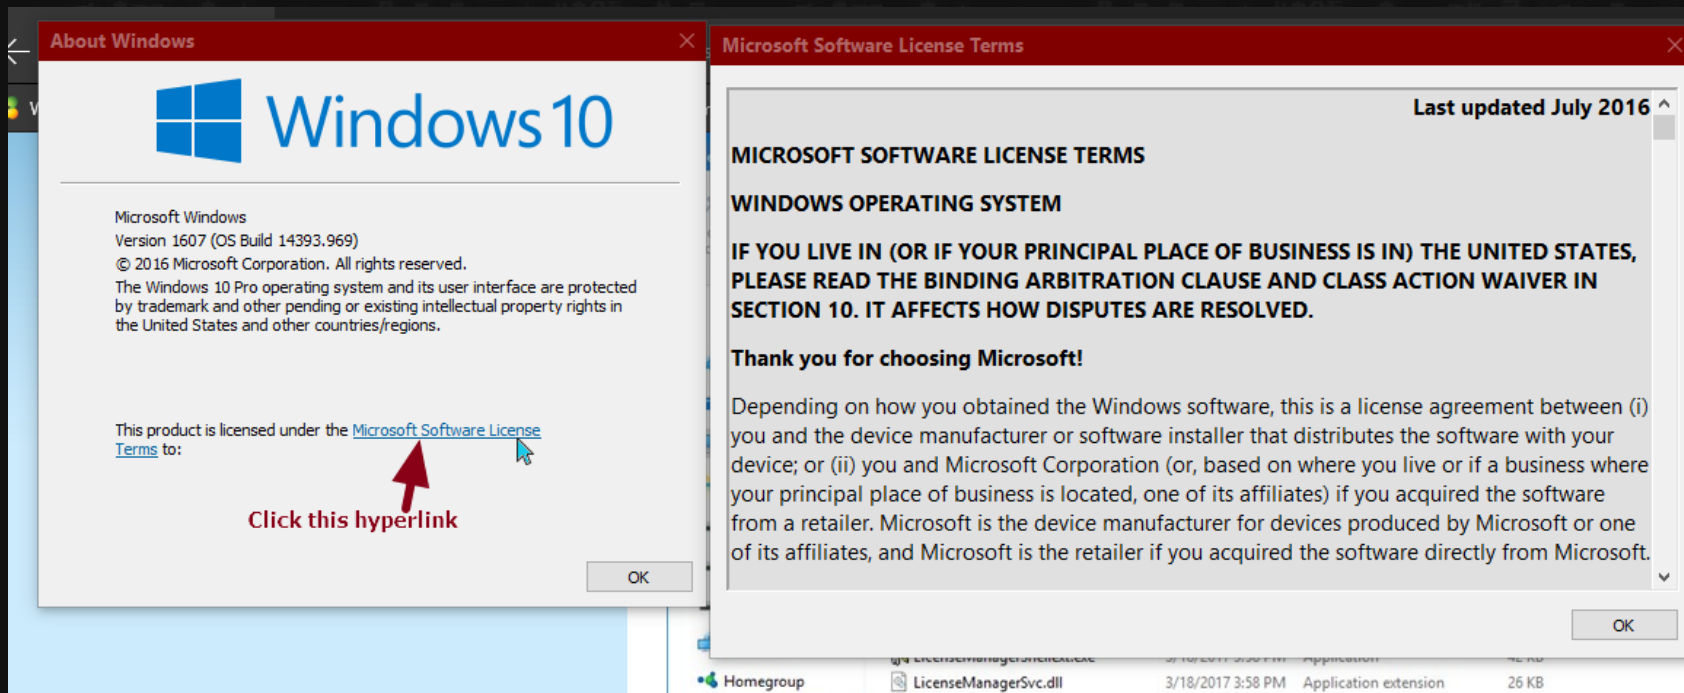 About Windows
Windows 10
Microsoft Windows
Version 1607 (OS Build 14393.969)
© 2016 Microsoft Corporation. All rights reserved.
The Windows 10 Pro operating system and its user interface are protected
by trademark and other pending or existing intellectual property rights in
the United States and other countries/regions.
This product is licensed under the Microsoft Software License
Terms to:
Click this hyperlink
OK
Microsoft Software License Terms
Last updated July 2016
MICROSOFT SOFTWARE LICENSE TERMS
WINDOWS OPERATING SYSTEM
IF YOU LIVE IN (OR IF YOUR PRINCIPAL PLACE OF BUSINESS IS IN) THE UNITED STATES,
PLEASE READ THE BINDING ARBITRATION CLAUSE AND CLASS ACTION WAIVER IN
SECTION 10. IT AFFECTS HOW DISPUTES ARE RESOLVED.
Thank you for choosing Microsoft!
Depending on how you obtained the Windows software, this is a license agreement between (i)
you and the device manufacturer or software installer that distributes the software with your
device; or (ii) you and Microsoft Corporation (or, based on where you live or if a business where
your principal place of business is located, one of its affiliates) if you acquired the software
from a retailer. Microsoft is the device manufacturer for devices produced by Microsoft or one
of its affiliates, and Microsoft is the retailer if you acquired the software directly from Microsoft.
OK
Homegroup
LicenseManagerSvc.dll 3/18/2017 3:58 PM Application extension 26 KB